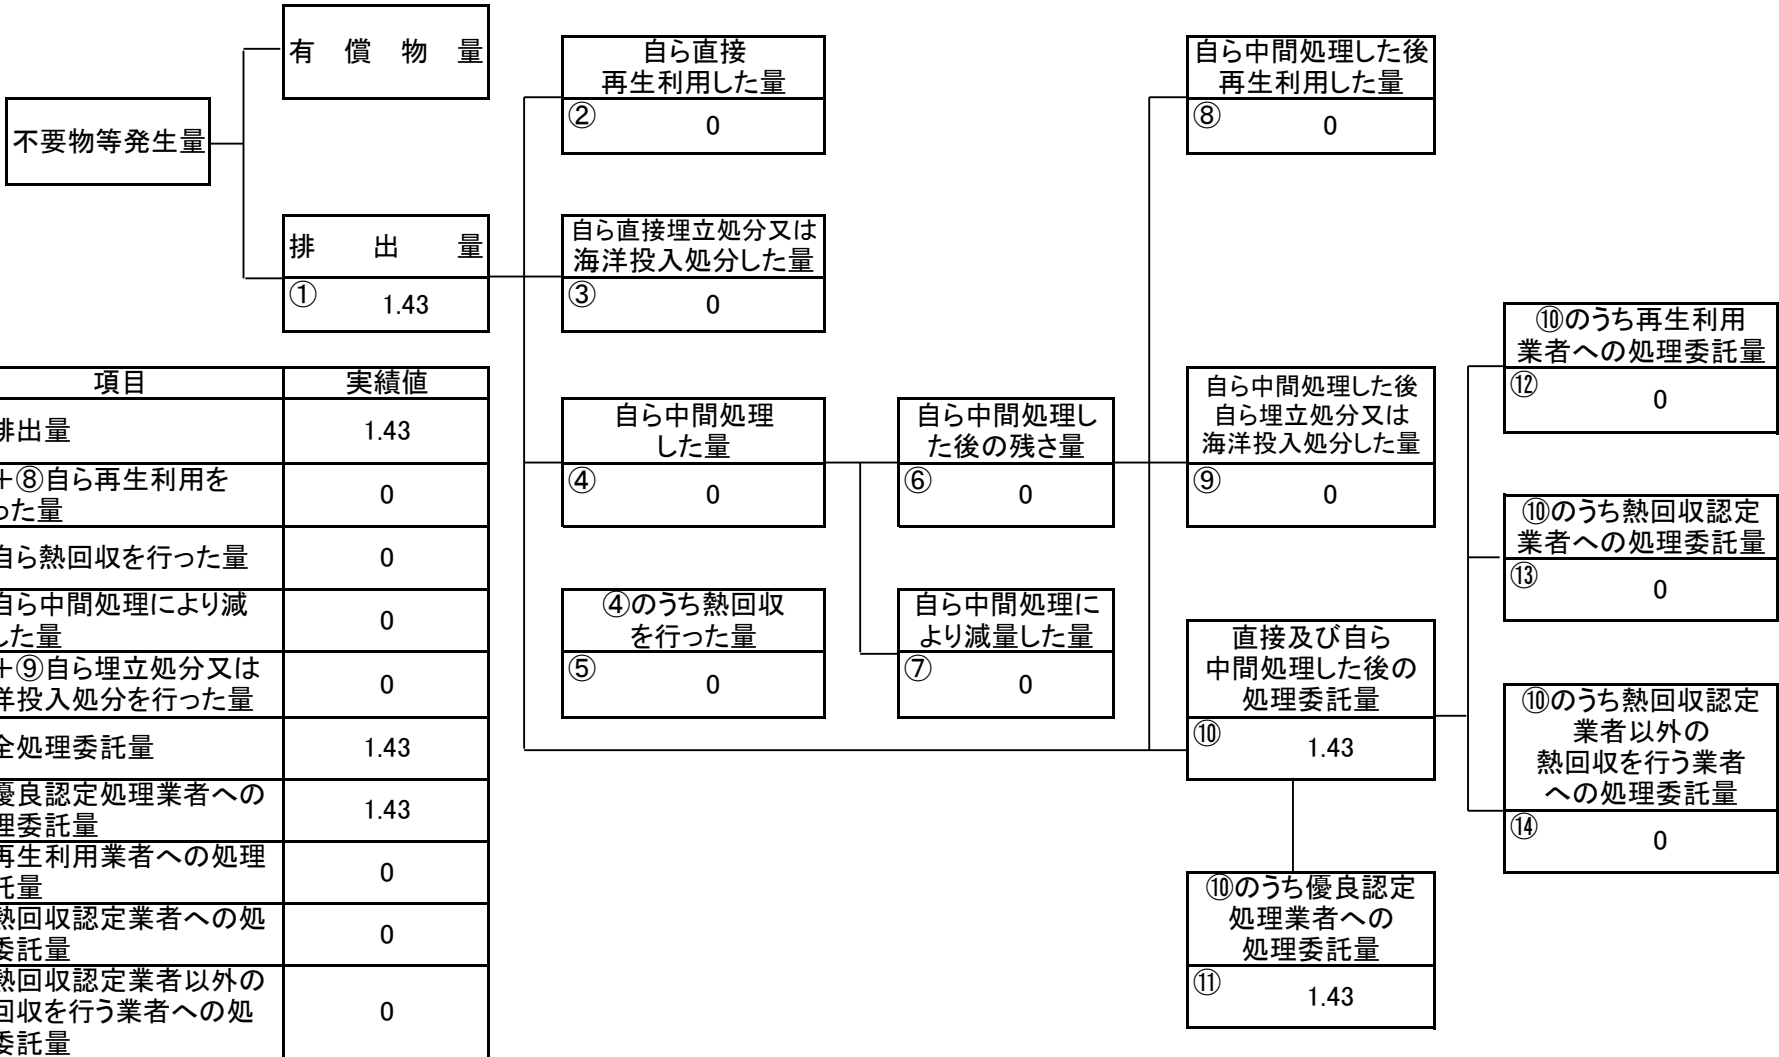 不要物等発生量
有償物量
排出量
① 1.43
自ら直接
再生利用した量
② 0
自ら直接埋立処分又は
海洋投入処分した量
③ 0
自ら中間処理
した量
④ 0
④のうち熱回収
を行った量
⑤ 0
自ら中間処理し
た後の残さ量
⑥ 0
自ら中間処理に
より減量した量
⑦ 0
自ら中間処理した後
再生利用した量
⑧ 0
自ら中間処理した後
自ら埋立処分又は
海洋投入処分した量
⑨ 0
直接及び自ら
中間処理した後の
処理委託量
⑩ 1.43
⑩のうち優良認定
処理業者への
処理委託量
⑪ 1.43
⑩のうち再生利用
業者への処理委託量
⑫ 0
⑩のうち熱回収認定
業者への処理委託量
⑬ 0
⑩のうち熱回収認定
業者以外の
熱回収を行う業者
への処理委託量
⑭ 0
項目 実績値
排出量 1.43
+⑧自ら再生利用を
った量 0
自ら熱回収を行った量 0
自ら中間処理により減
した量 0
+⑨自ら埋立処分又は
洋投入処分を行った量 0
全処理委託量 1.43
優良認定処理業者への
理委託量 1.43
再生利用業者への処理
託量 0
熱回収認定業者への処
委託量 0
熱回収認定業者以外の
回収を行う業者への処
委託量 0